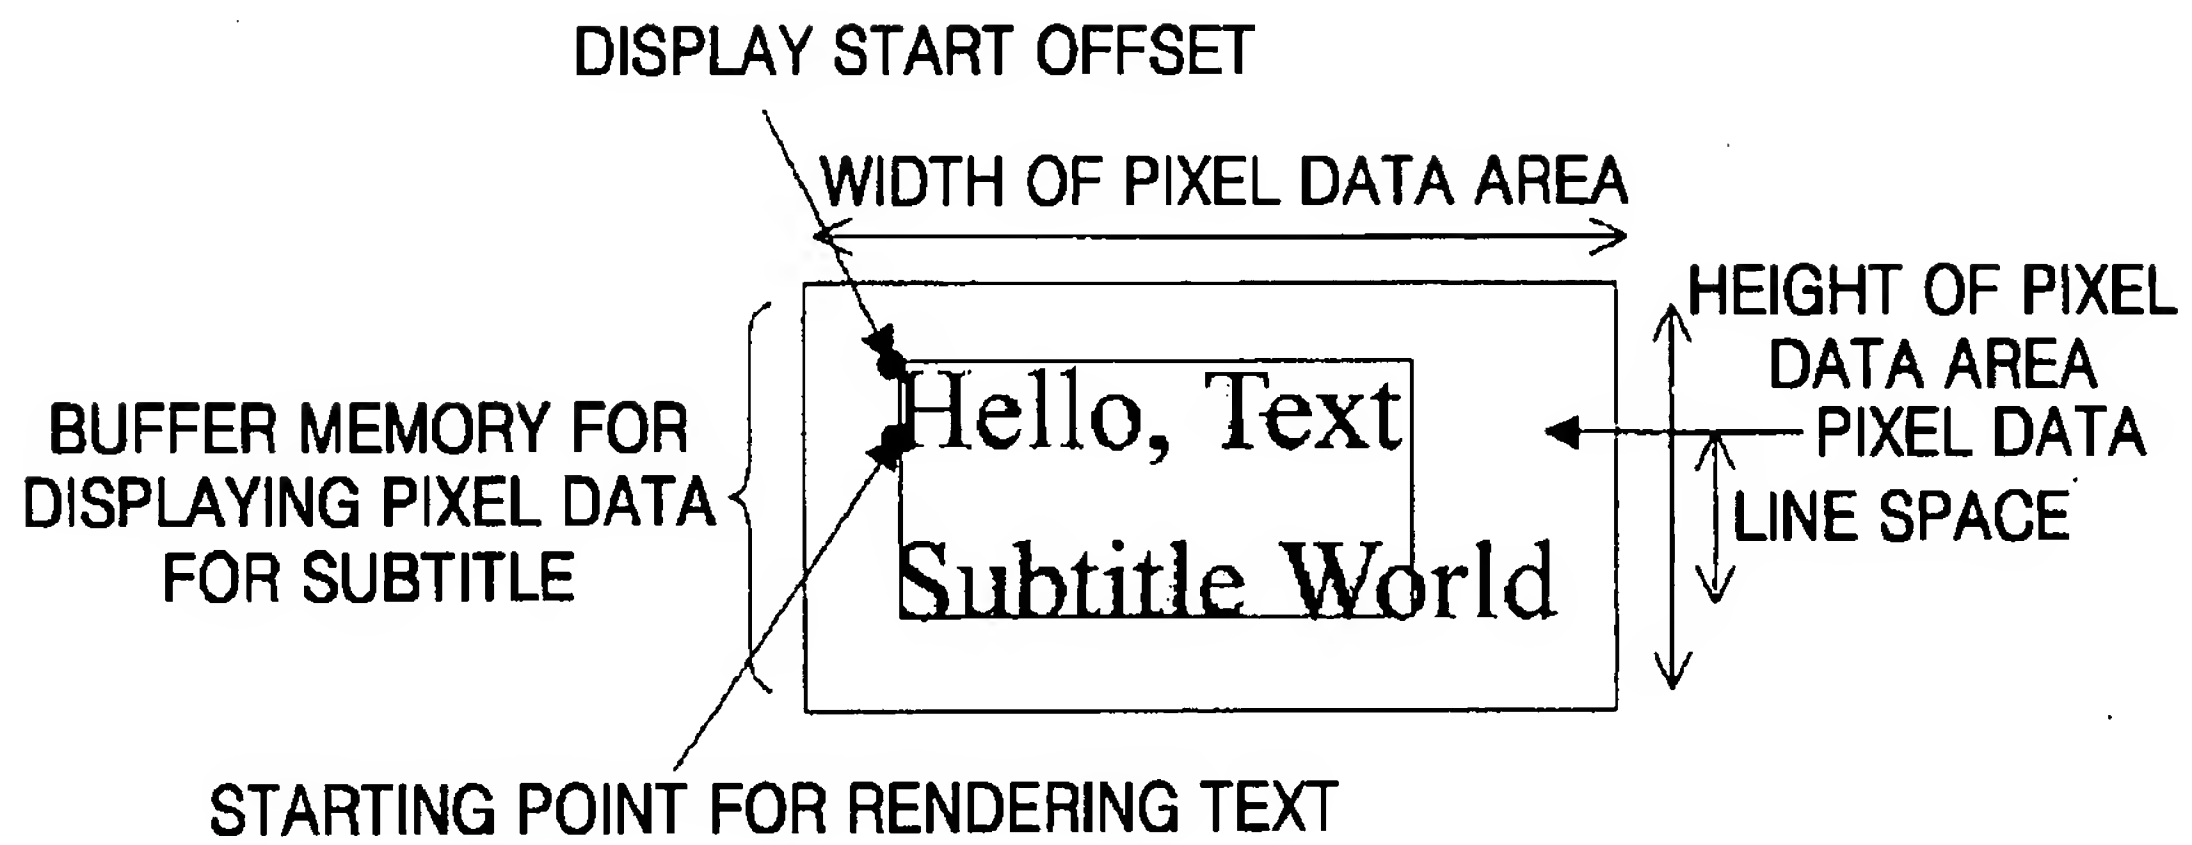 DISPLAY START OFFSET
WIDTH OF PIXEL DATA AREA
HEIGHT OF PIXEL
DATA AREA
PIXEL DATA
LINE SPACE
BUFFER MEMORY FOR
DISPLAYING PIXEL DATA
FOR SUBTITLE
Hello, Text
Subtitle World
STARTING POINT FOR RENDERING TEXT